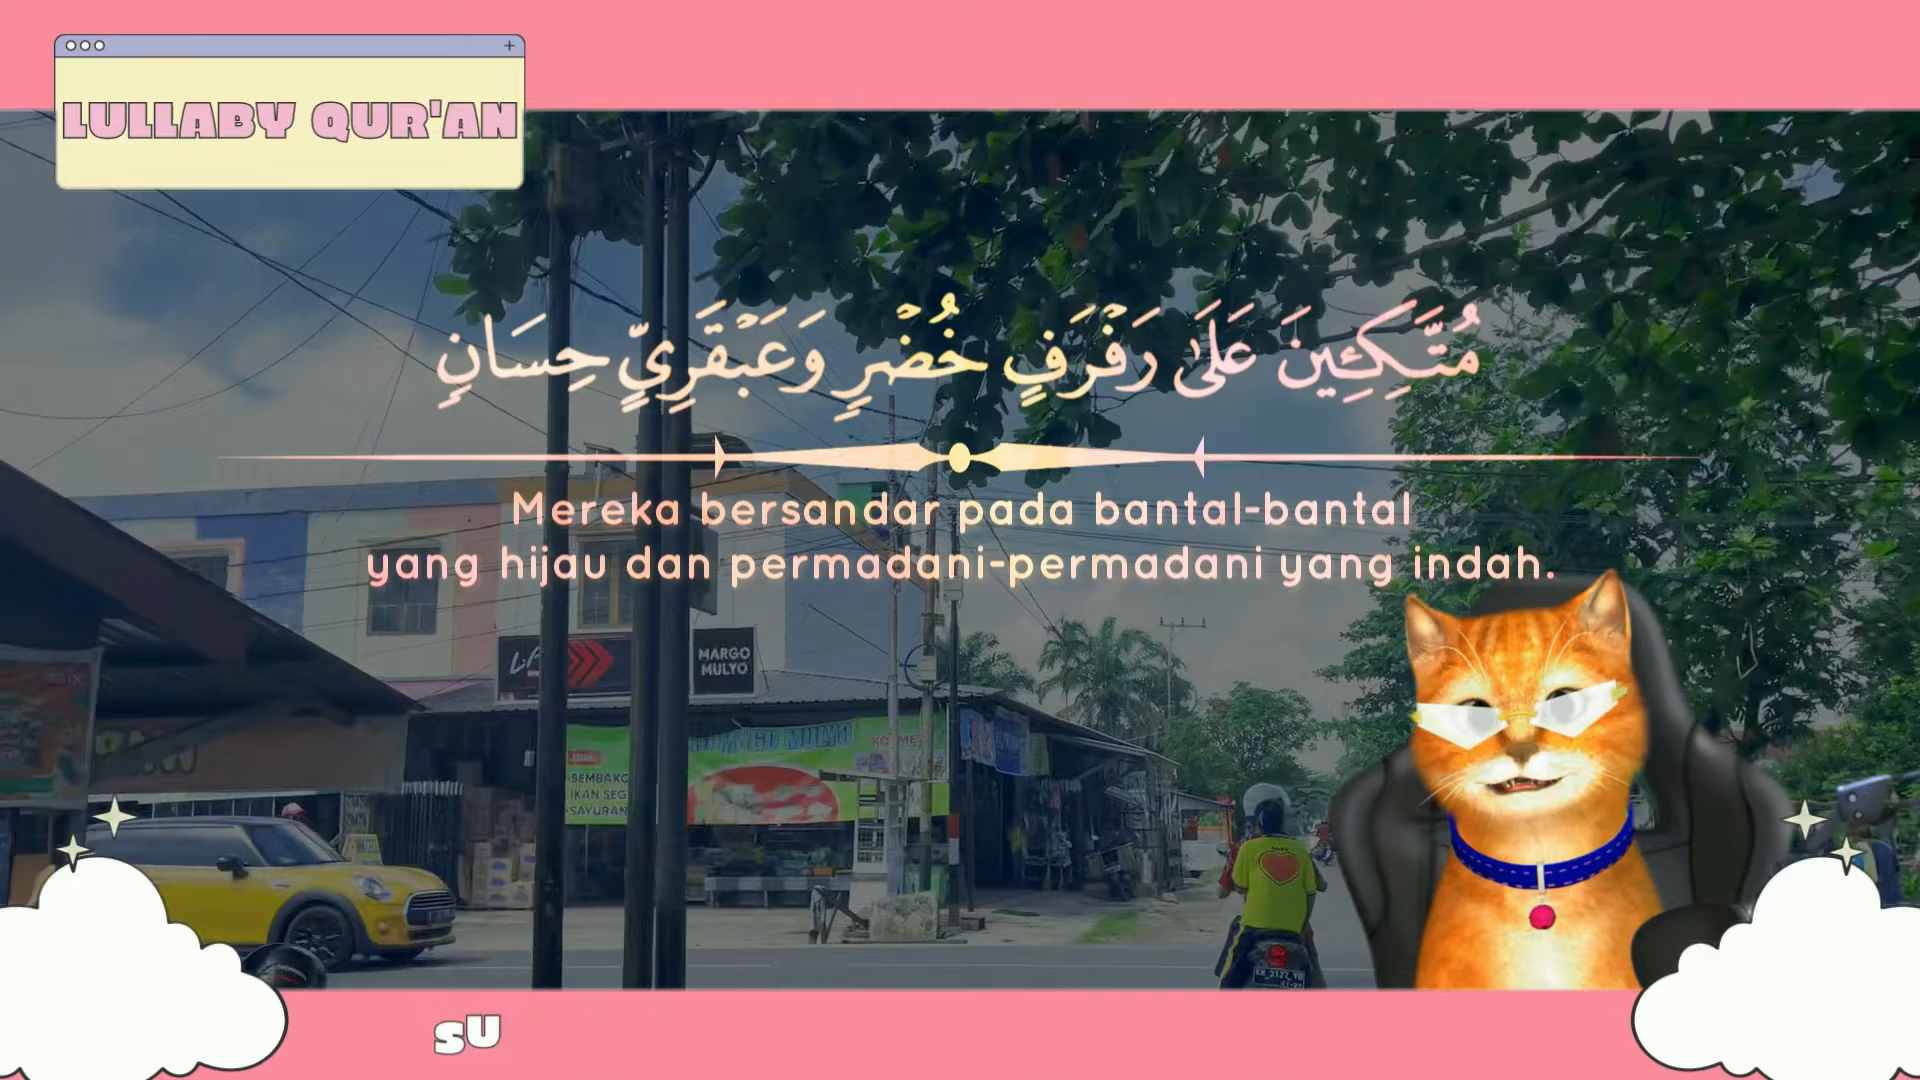 LULLABY QUR'AN
مُتَّكِـِٔينَ عَلَىٰ رَفْرَفٍ خُضْرٍ وَعَبْقَرِيٍّ حِسَانٍ
Mereka bersandar pada bantal-bantal
yang hijau dan permadani-permadani yang indah.
MARGO
MULYO
SEMBAKO
IKAN SEG
SAYURAN
sU